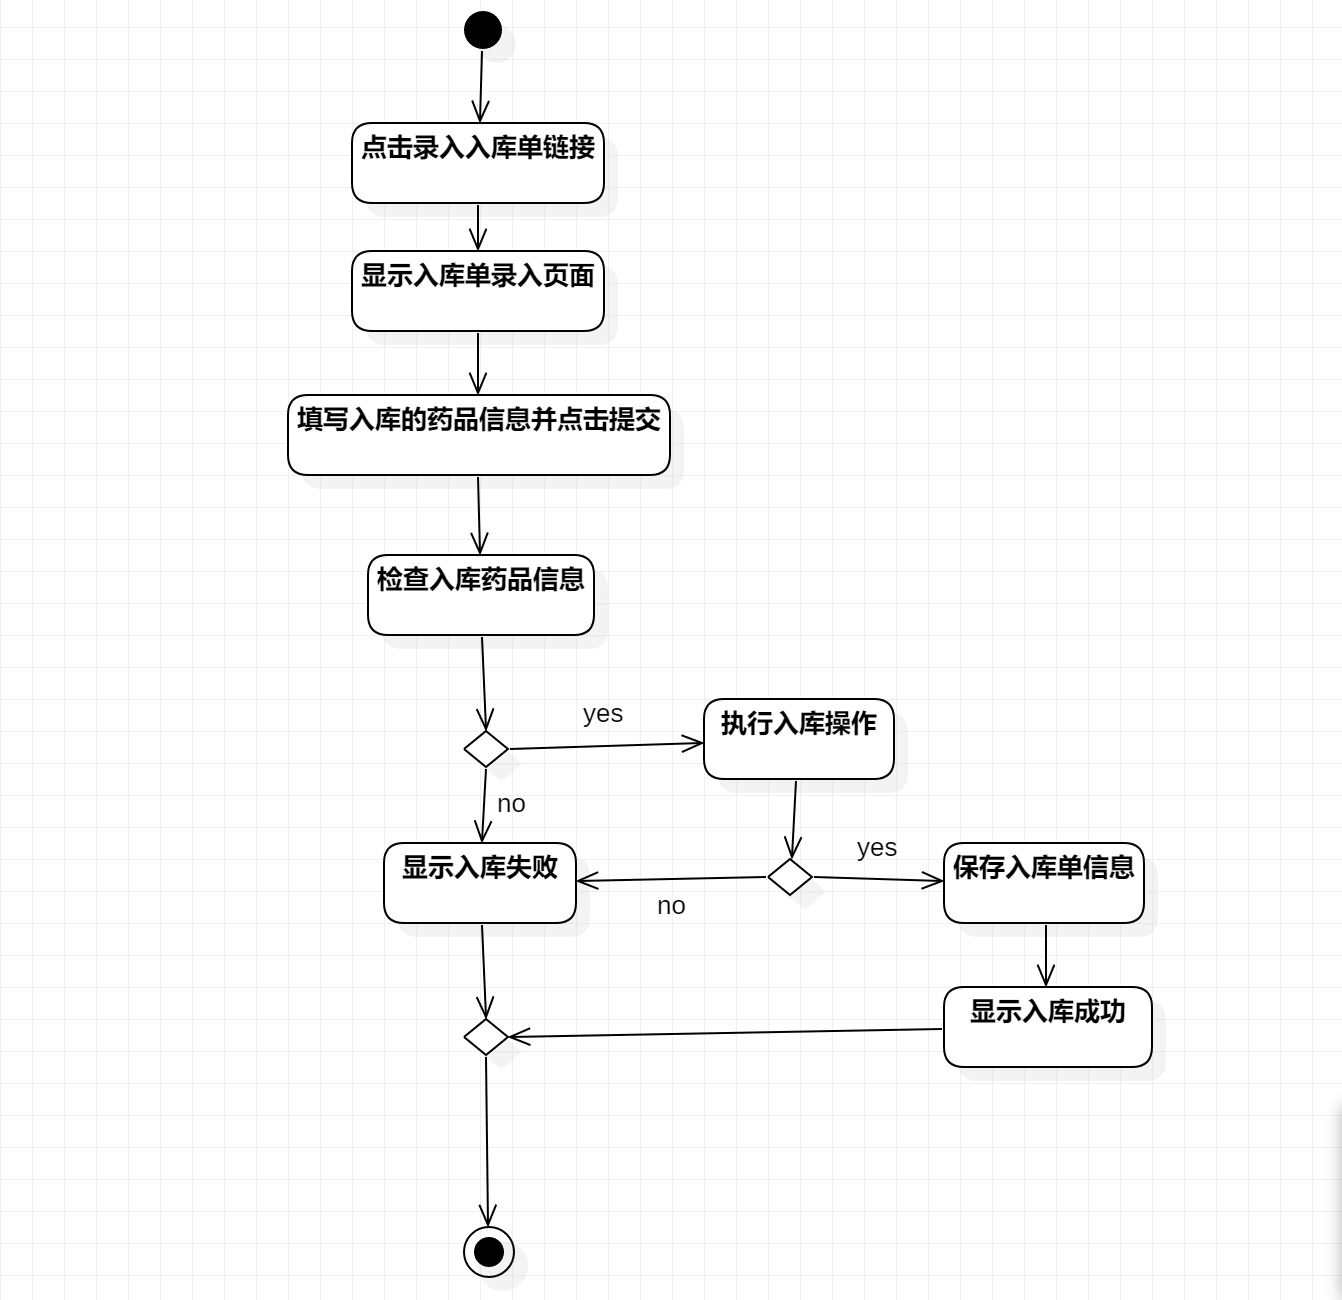 点击录入入库单链接
显示入库单录入页面
填写入库的药品信息并点击提交
检查入库药品信息
yes
执行入库操作
no
显示入库失败
yes
保存入库单信息
no
显示入库成功